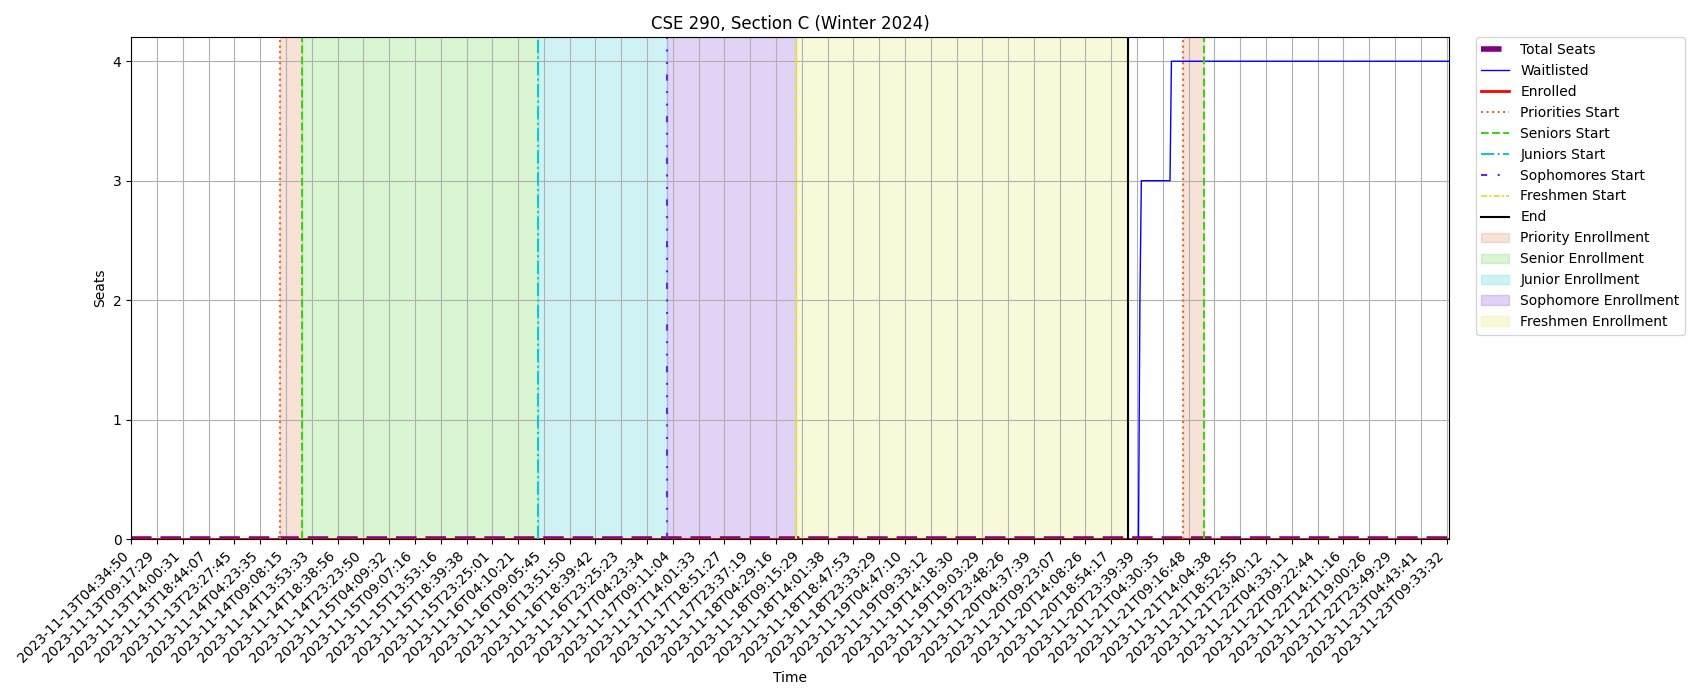 CSE 290, Section C (Winter 2024)
4
3
2
1
0
Seats
2023-11-13T04:34:50
2023-11-13T09:17:29
2023-11-13T14:00:31
2023-11-13T18:44:07
2023-11-13T23:27:45
2023-11-14T04:23:35
2023-11-14T09:08:15
2023-11-14T13:53:33
2023-11-14T18:38:56
2023-11-14T23:23:50
2023-11-15T04:09:32
2023-11-15T09:07:16
2023-11-15T13:53:16
2023-11-15T18:39:38
2023-11-15T23:25:01
2023-11-16T04:10:21
2023-11-16T09:05:45
2023-11-16T13:51:50
2023-11-16T18:39:42
2023-11-16T23:25:23
2023-11-17T04:23:34
2023-11-17T09:11:04
2023-11-17T14:01:33
2023-11-17T18:51:27
2023-11-17T23:37:19
2023-11-18T04:29:16
2023-11-18T09:15:29
2023-11-18T14:01:38
2023-11-18T18:47:53
2023-11-18T23:33:29
2023-11-19T04:47:10
2023-11-19T09:33:12
2023-11-19T14:18:30
2023-11-19T19:03:29
2023-11-19T23:48:26
2023-11-20T04:37:39
2023-11-20T09:23:07
2023-11-20T14:08:26
2023-11-20T18:54:17
2023-11-20T23:39:39
2023-11-21T04:30:35
2023-11-21T09:16:48
2023-11-21T14:04:38
2023-11-21T18:52:55
2023-11-21T23:40:12
2023-11-22T04:33:11
2023-11-22T09:22:44
2023-11-22T14:11:16
2023-11-22T19:00:26
2023-11-22T23:49:29
2023-11-23T04:43:41
2023-11-23T09:33:32
Time
Total Seats
Waitlisted
Enrolled
Priorities Start
Seniors Start
Juniors Start
Sophomores Start
Freshmen Start
End
Priority Enrollment
Senior Enrollment
Junior Enrollment
Sophomore Enrollment
Freshmen Enrollment